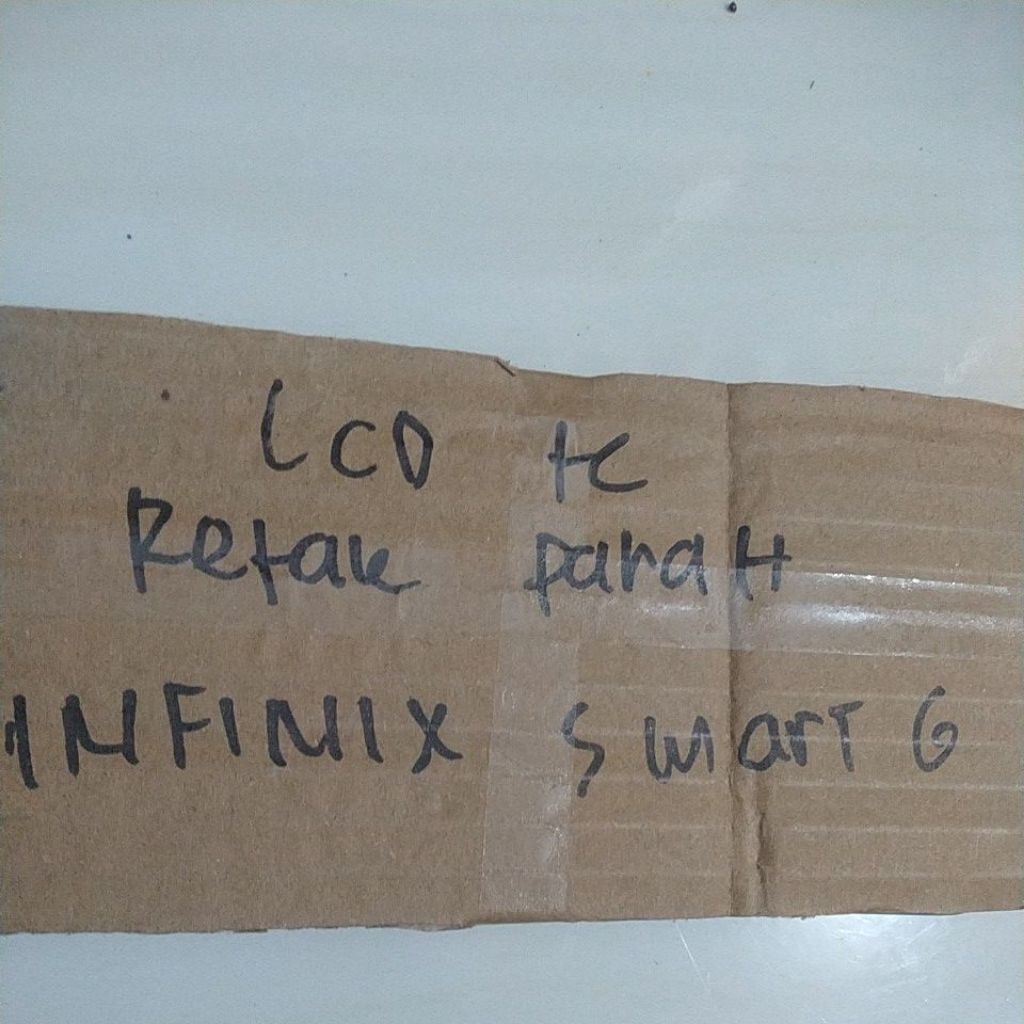 LCD tc
Retak paraH
INFINIX SmarT 6